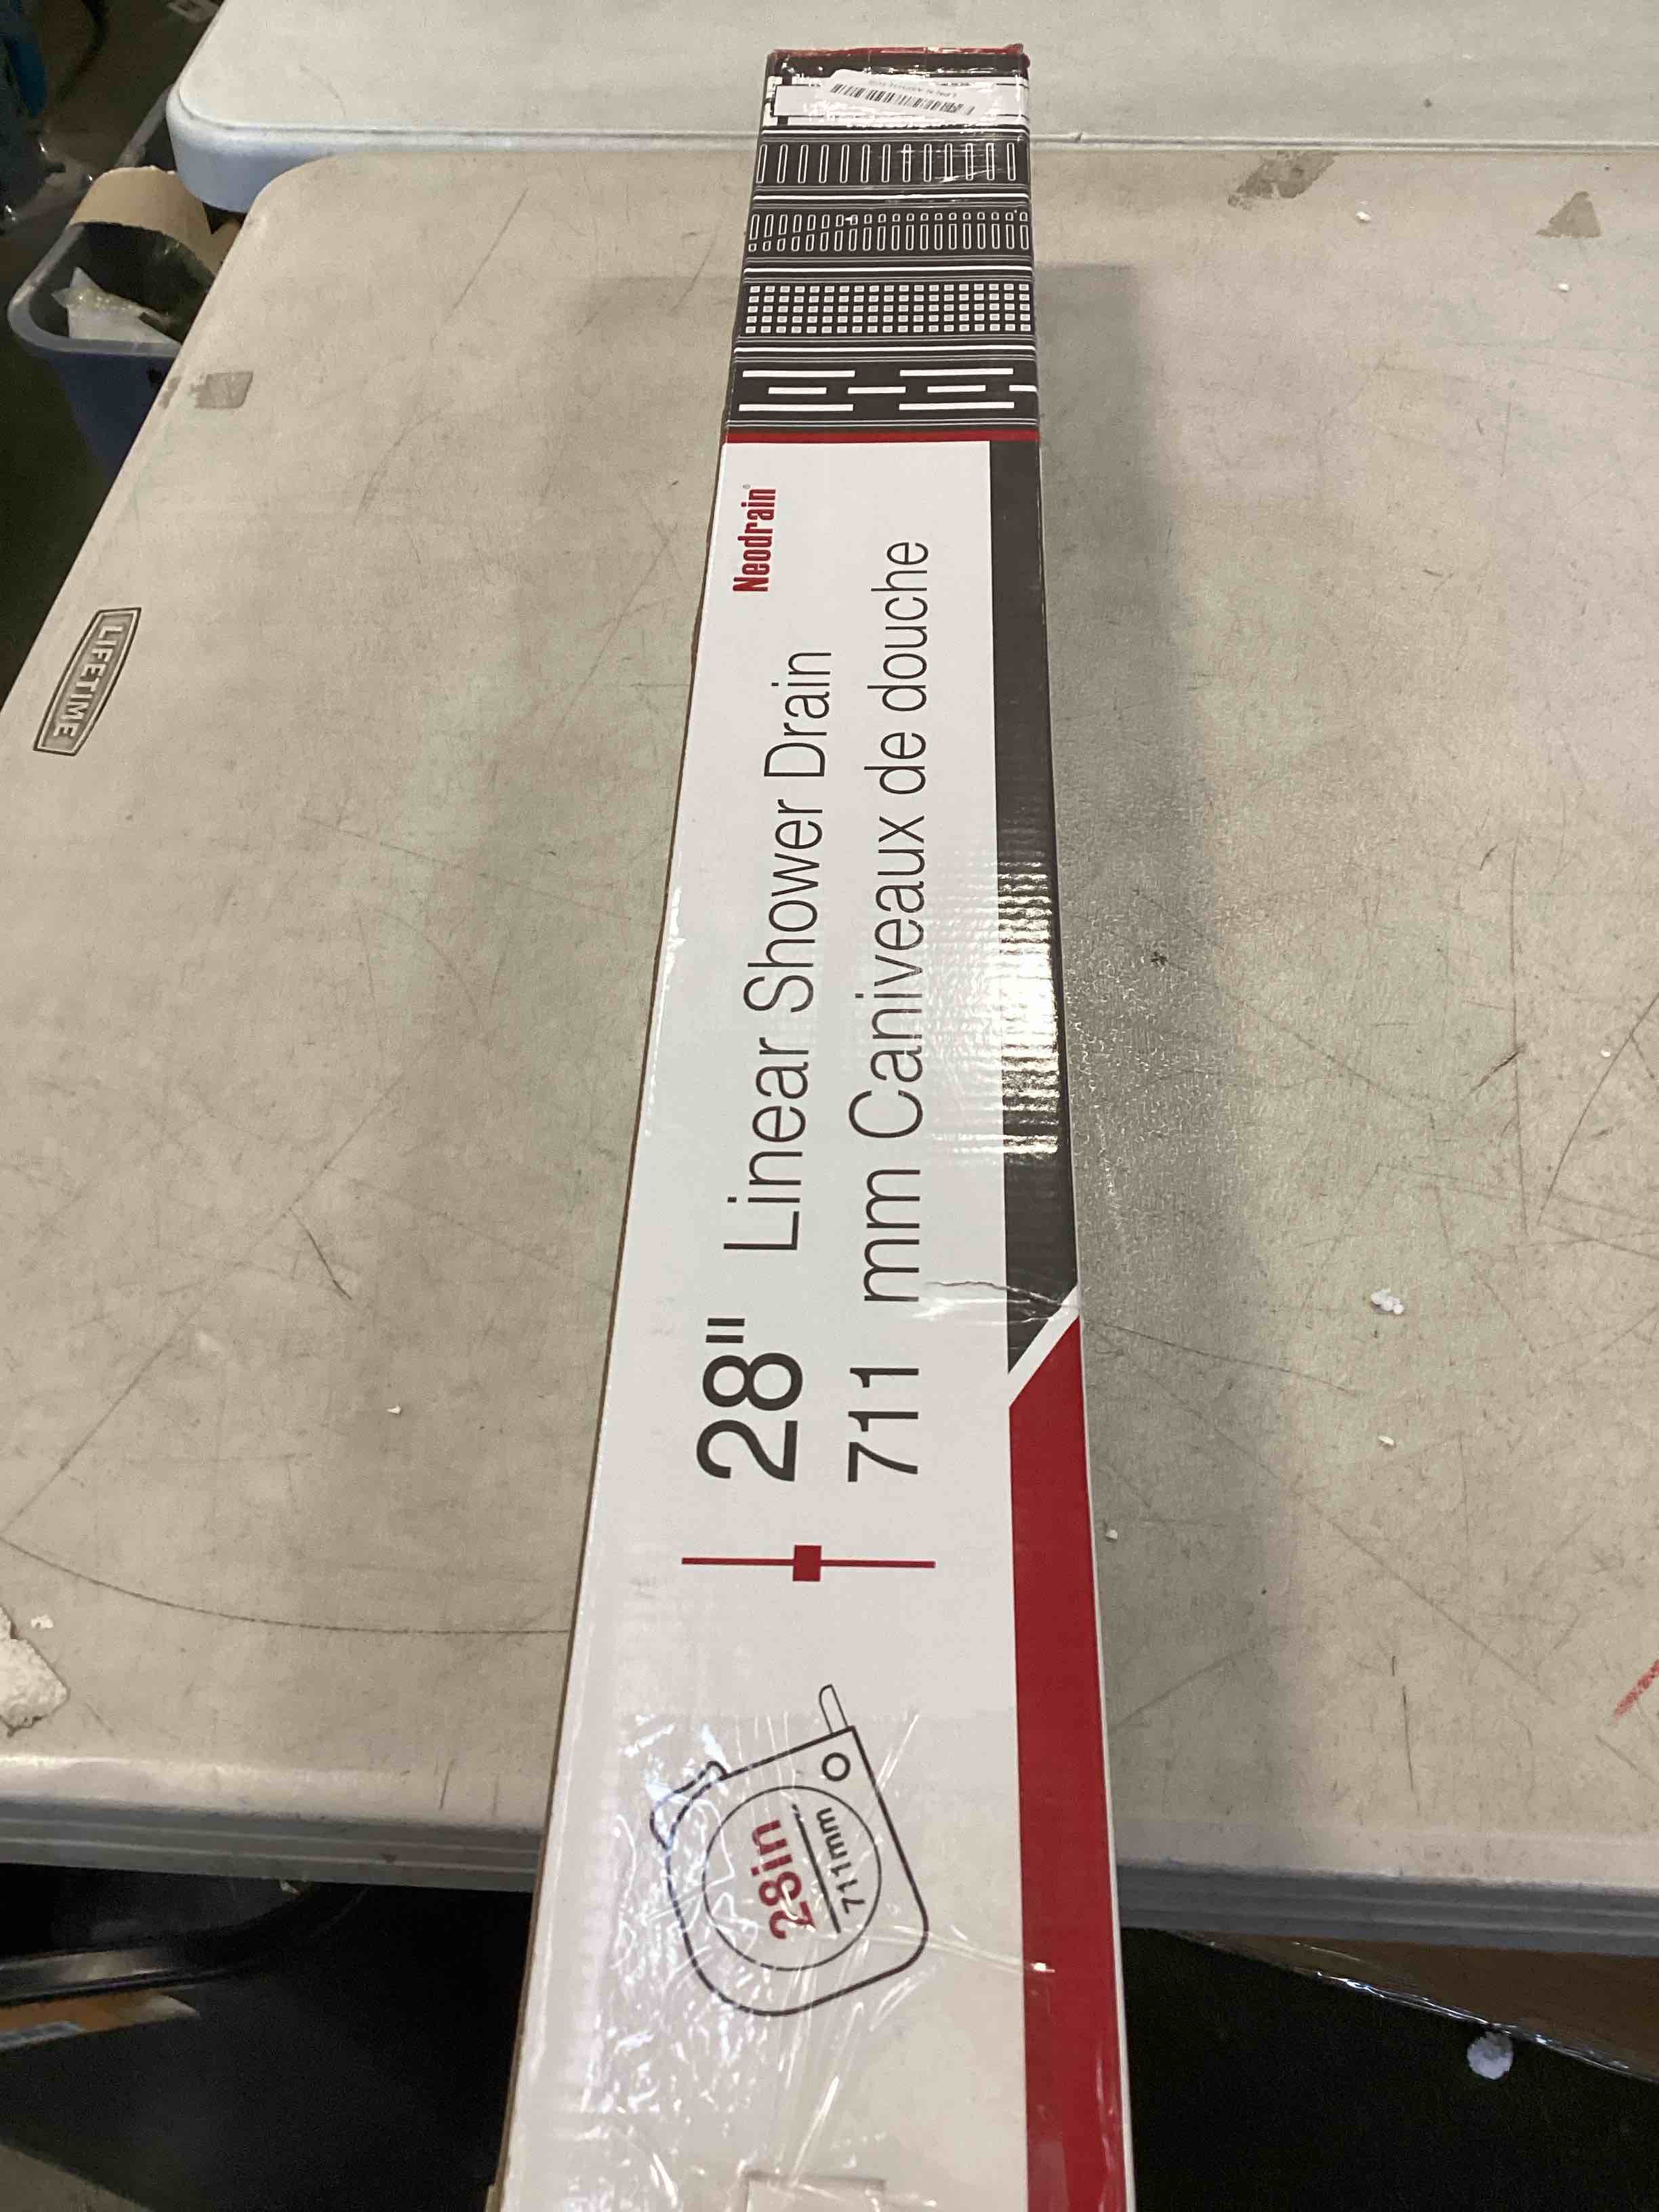 Neodrain®
28" Linear Shower Drain
711 mm Caniveaux de douche
28in
711mm
LIFETIME